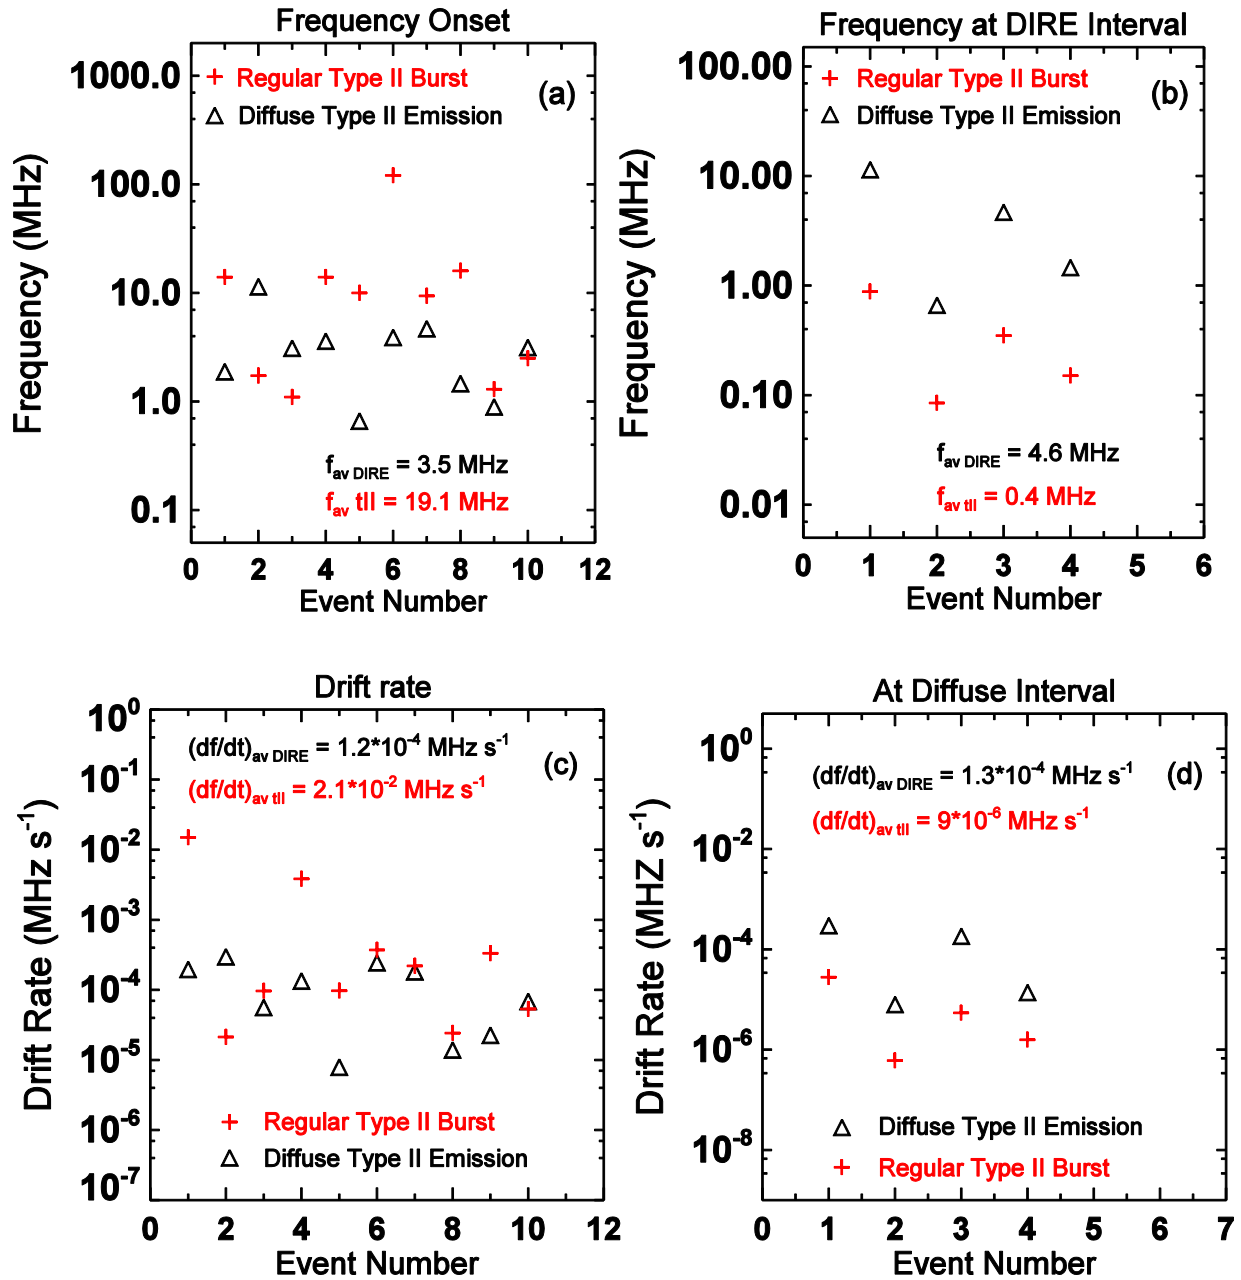 Frequency Onset
1000.0
100.0
10.0
1.0
0.1
Frequency (MHz)
+ Regular Type II Burst
△ Diffuse Type II Emission
(a)
f_av DIRE = 3.5 MHz
f_av tII = 19.1 MHz
0 2 4 6 8 10 12
Event Number
Frequency at DIRE Interval
100.00
10.00
1.00
0.10
0.01
Frequency (MHz)
+ Regular Type II Burst
△ Diffuse Type II Emission
(b)
f_av DIRE = 4.6 MHz
f_av tII = 0.4 MHz
0 1 2 3 4 5 6
Event Number
Drift rate
10^0
10^-1
10^-2
10^-3
10^-4
10^-5
10^-6
10^-7
Drift Rate (MHz s^-1)
(df/dt)_av DIRE = 1.2*10^-4 MHz s^-1
(df/dt)_av tII = 2.1*10^-2 MHz s^-1
(c)
+ Regular Type II Burst
△ Diffuse Type II Emission
0 2 4 6 8 10 12
Event Number
At Diffuse Interval
10^0
10^-2
10^-4
10^-6
10^-8
Drift Rate (MHZ s^-1)
(df/dt)_av DIRE = 1.3*10^-4 MHz s^-1
(df/dt)_av tII = 9*10^-6 MHz s^-1
(d)
△ Diffuse Type II Emission
+ Regular Type II Burst
0 1 2 3 4 5 6 7
Event Number